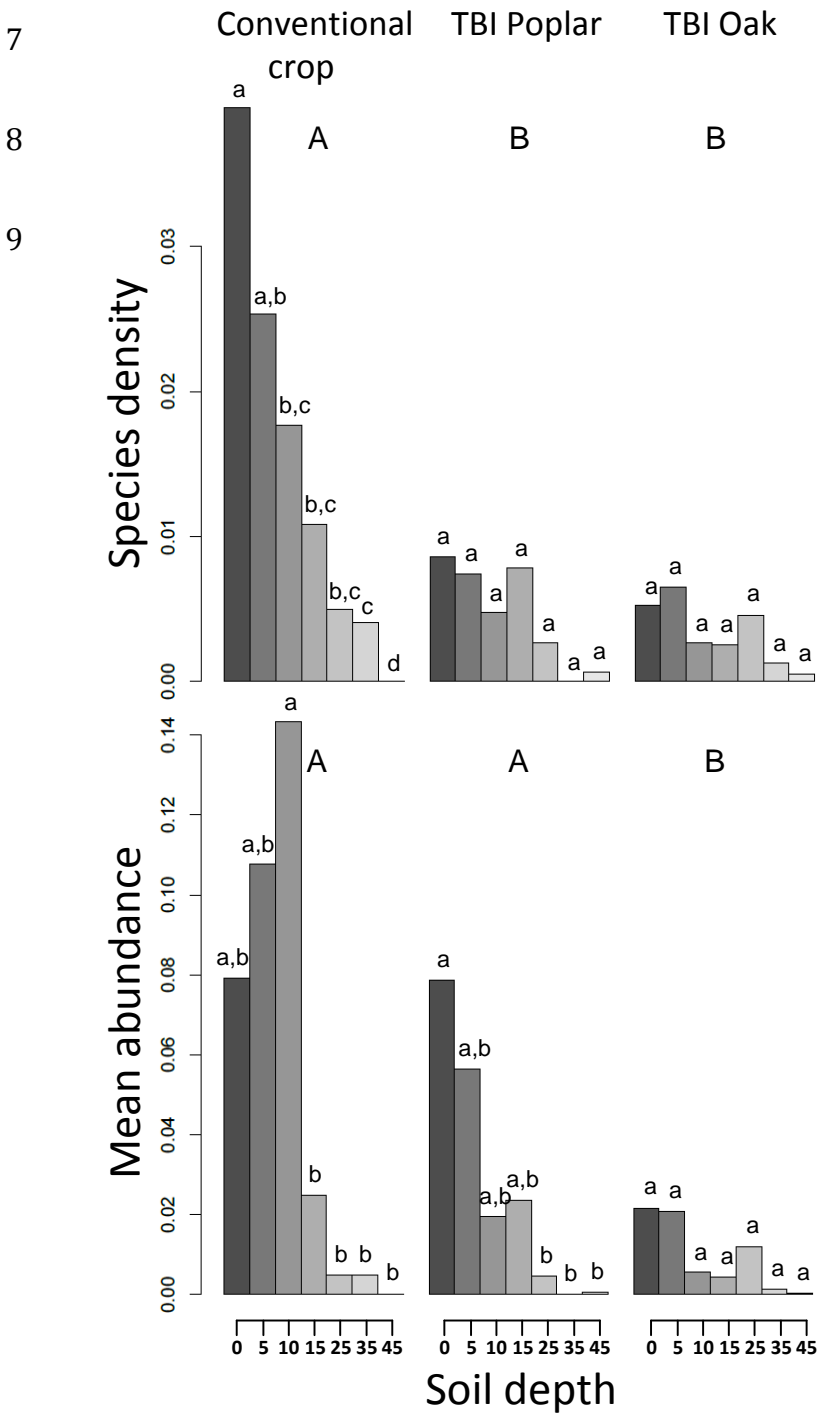 7
Conventional crop
TBI Poplar
TBI Oak
8
A
B
B
9
Species density
0.03
0.02
0.01
0.00
a
a,b
b,c
b,c
b,c
c
d
a
a
a
a
a
a
a
a
a
a
a
a
a
a
Mean abundance
0.14
0.12
0.10
0.08
0.06
0.04
0.02
0.00
A
A
B
a,b
a,b
a
b
b
b
b
a
a,b
a,b
a,b
b
b
b
a
a
a
a
a
a
a
0 5 10 15 25 35 45
0 5 10 15 25 35 45
0 5 10 15 25 35 45
Soil depth